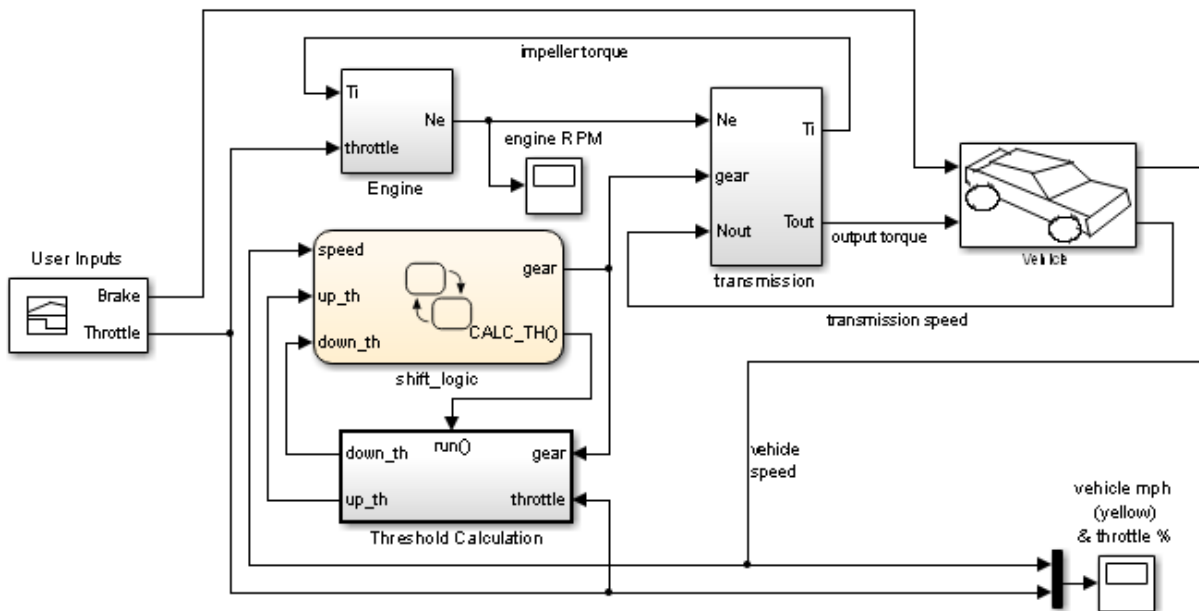 impeller torque
Ti
Ne
throttle
Engine
engine RPM
Ne
Ti
gear
Nout
Tout
transmission
output torque
Vehicle
transmission speed
User Inputs
Brake
Throttle
speed
gear
up_th
CALC_TH()
down_th
shift_logic
run()
down_th
gear
up_th
throttle
Threshold Calculation
vehicle
speed
vehicle mph
(yellow)
& throttle %